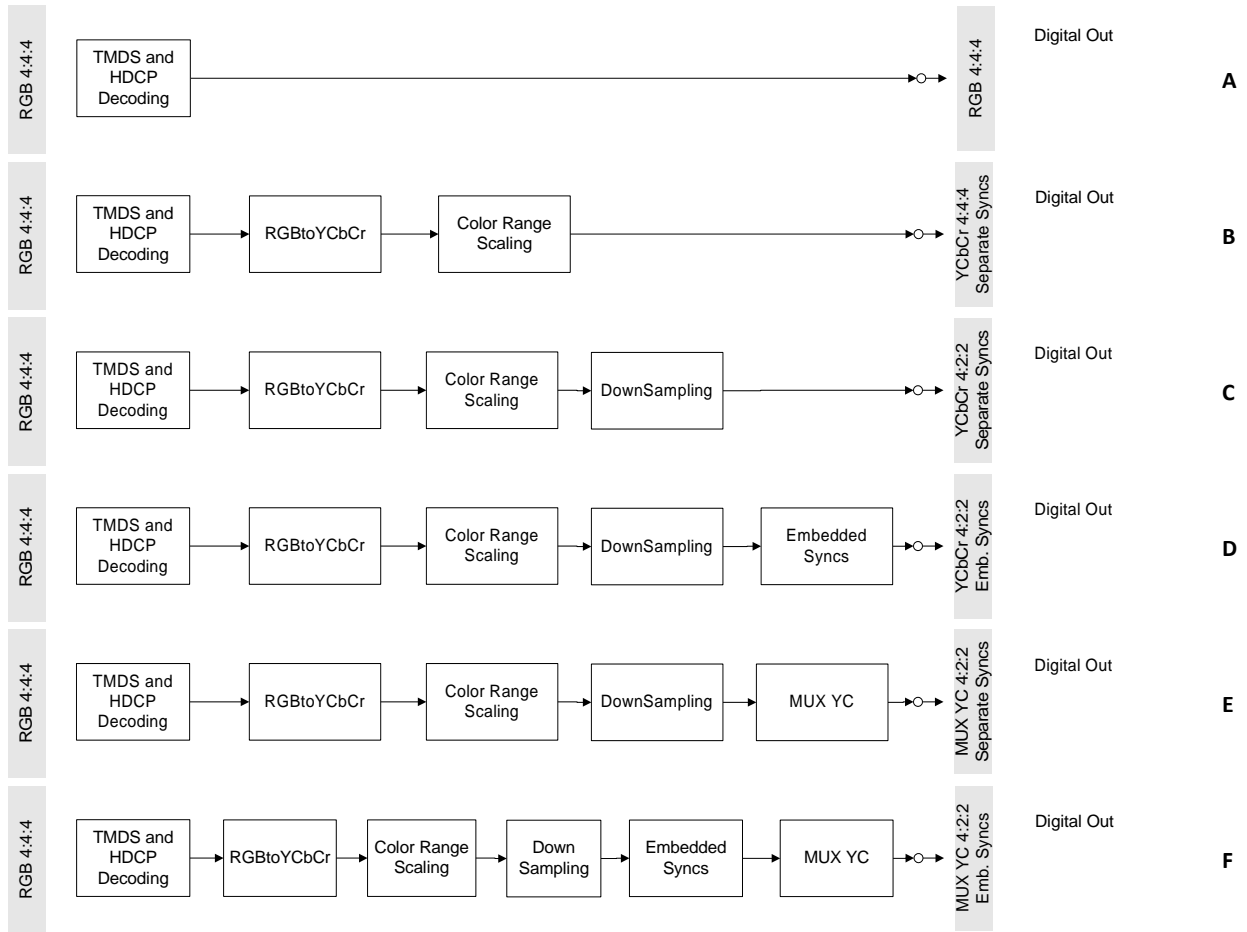 RGB 4:4:4
TMDS and
HDCP
Decoding
RGB 4:4:4
Digital Out
A
RGB 4:4:4
TMDS and
HDCP
Decoding
RGBtoYCbCr
Color Range
Scaling
YCbCr 4:4:4
Separate Syncs
Digital Out
B
RGB 4:4:4
TMDS and
HDCP
Decoding
RGBtoYCbCr
Color Range
Scaling
DownSampling
YCbCr 4:2:2
Separate Syncs
Digital Out
C
RGB 4:4:4
TMDS and
HDCP
Decoding
RGBtoYCbCr
Color Range
Scaling
DownSampling
Embedded
Syncs
YCbCr 4:2:2
Emb. Syncs
Digital Out
D
RGB 4:4:4
TMDS and
HDCP
Decoding
RGBtoYCbCr
Color Range
Scaling
DownSampling
MUX YC
MUX YC 4:2:2
Separate Syncs
Digital Out
E
RGB 4:4:4
TMDS and
HDCP
Decoding
RGBtoYCbCr
Color Range
Scaling
Down
Sampling
Embedded
Syncs
MUX YC
MUX YC 4:2:2
Emb. Syncs
Digital Out
F